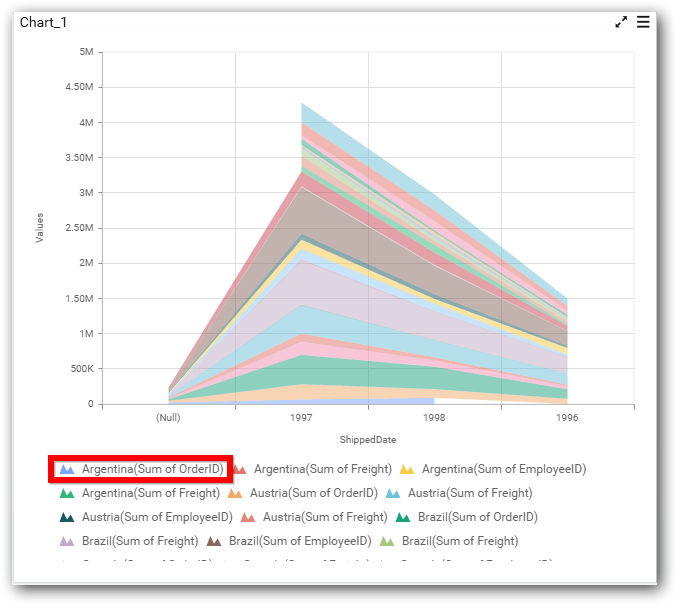 Chart_1
5M
4.50M
4M
3.50M
3M
2.50M
2M
1.50M
1M
500K
0
Values
(Null) 1997 1998 1996
ShippedDate
Argentina(Sum of OrderID) Argentina(Sum of Freight) Argentina(Sum of EmployeeID)
Argentina(Sum of Freight) Austria(Sum of OrderID) Austria(Sum of Freight)
Austria(Sum of EmployeeID) Austria(Sum of Freight) Brazil(Sum of OrderID)
Brazil(Sum of Freight) Brazil(Sum of EmployeeID) Brazil(Sum of Freight)